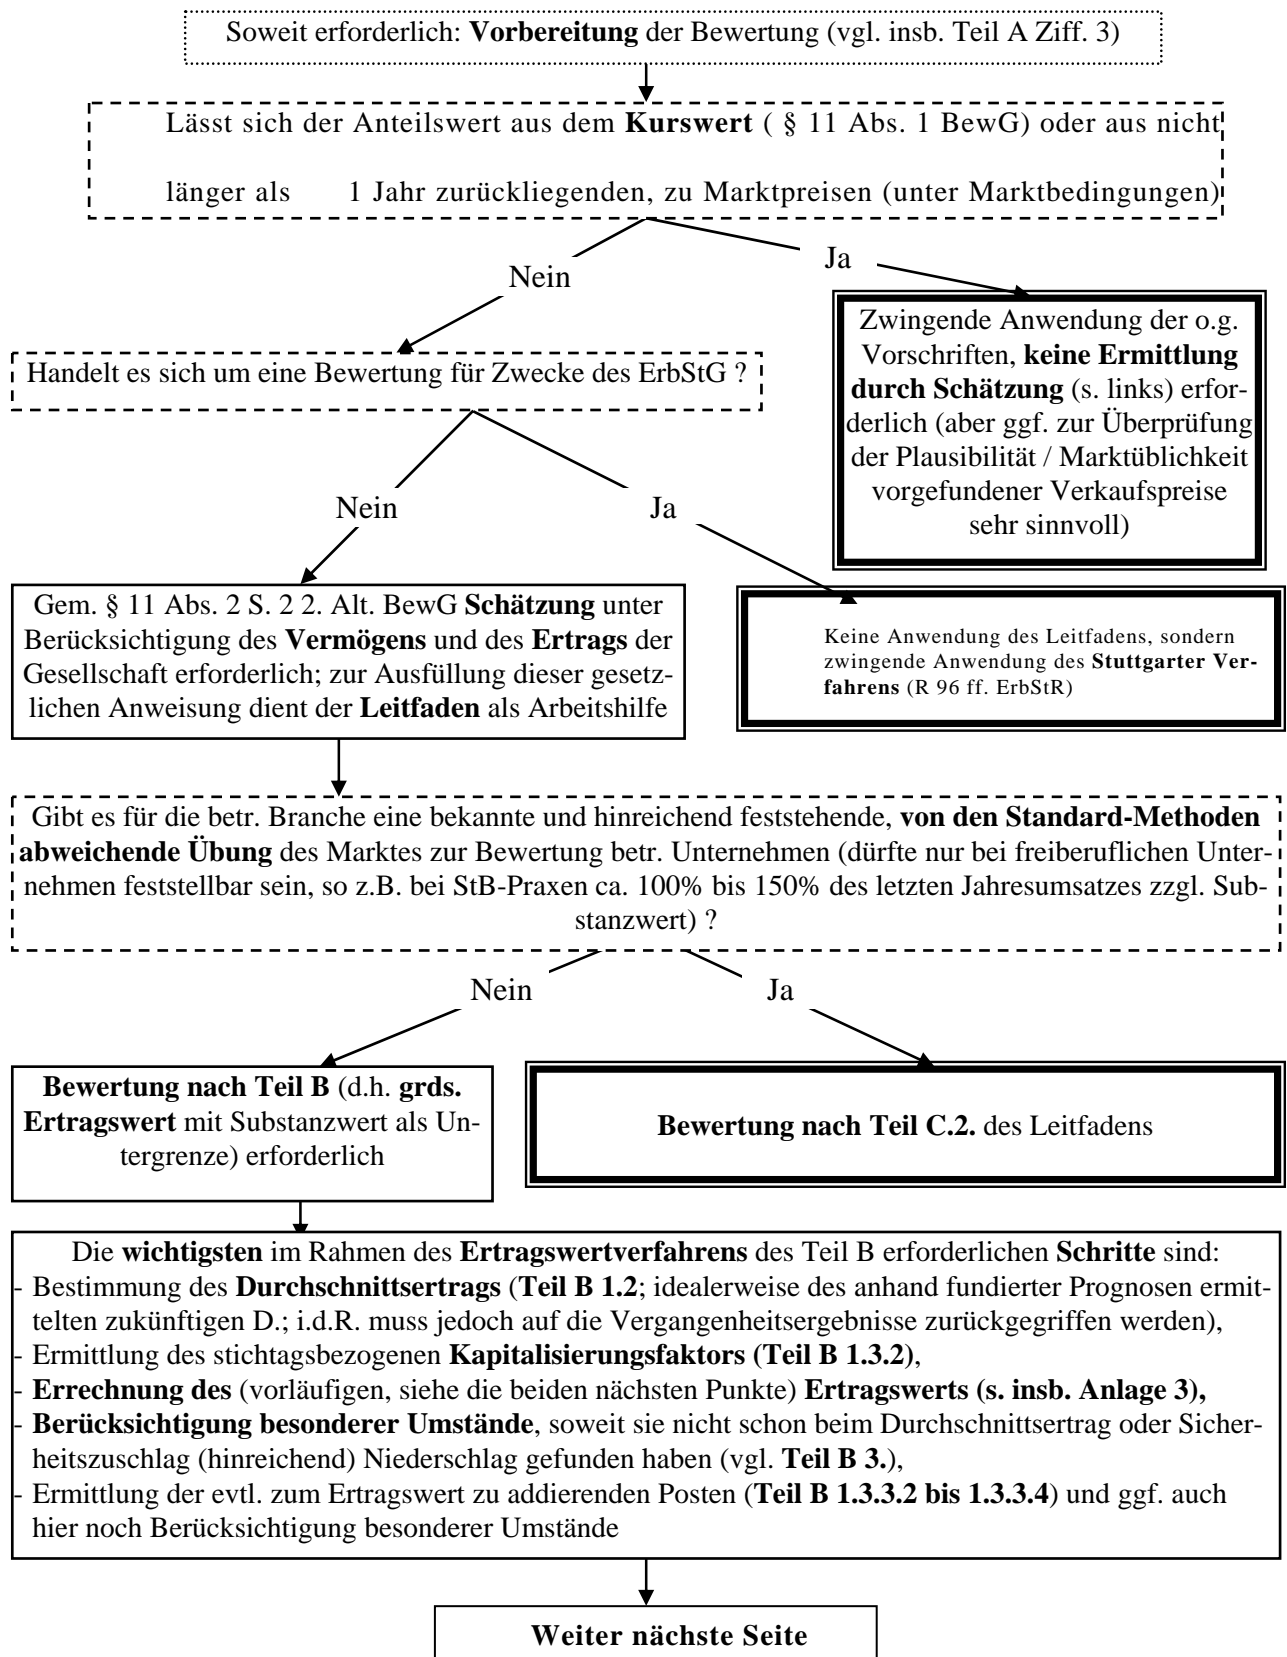 Soweit erforderlich: Vorbereitung der Bewertung (vgl. insb. Teil A Ziff. 3)
Lässt sich der Anteilswert aus dem Kurswert ( § 11 Abs. 1 BewG) oder aus nicht
länger als 1 Jahr zurückliegenden, zu Marktpreisen (unter Marktbedingungen)
Nein
Ja
Handelt es sich um eine Bewertung für Zwecke des ErbStG ?
Zwingende Anwendung der o.g.
Vorschriften, keine Ermittlung
durch Schätzung (s. links) erfor-
derlich (aber ggf. zur Überprüfung
der Plausibilität / Marktüblichkeit
vorgefundener Verkaufspreise
sehr sinnvoll)
Nein
Ja
Gem. § 11 Abs. 2 S. 2 2. Alt. BewG Schätzung unter
Berücksichtigung des Vermögens und des Ertrags der
Gesellschaft erforderlich; zur Ausfüllung dieser gesetz-
lichen Anweisung dient der Leitfaden als Arbeitshilfe
Keine Anwendung des Leitfadens, sondern
zwingende Anwendung des Stuttgarter Ver-
fahrens (R 96 ff. ErbStR)
Gibt es für die betr. Branche eine bekannte und hinreichend feststehende, von den Standard-Methoden
abweichende Übung des Marktes zur Bewertung betr. Unternehmen (dürfte nur bei freiberuflichen Unter-
nehmen feststellbar sein, so z.B. bei StB-Praxen ca. 100% bis 150% des letzten Jahresumsatzes zzgl. Sub-
stanzwert) ?
Nein
Ja
Bewertung nach Teil B (d.h. grds.
Ertragswert mit Substanzwert als Un-
tergrenze) erforderlich
Bewertung nach Teil C.2. des Leitfadens
Die wichtigsten im Rahmen des Ertragswertverfahrens des Teil B erforderlichen Schritte sind:
- Bestimmung des Durchschnittsertrags (Teil B 1.2; idealerweise des anhand fundierter Prognosen ermit-
telten zukünftigen D.; i.d.R. muss jedoch auf die Vergangenheitsergebnisse zurückgegriffen werden),
- Ermittlung des stichtagsbezogenen Kapitalisierungsfaktors (Teil B 1.3.2),
- Errechnung des (vorläufigen, siehe die beiden nächsten Punkte) Ertragswerts (s. insb. Anlage 3),
- Berücksichtigung besonderer Umstände, soweit sie nicht schon beim Durchschnittsertrag oder Sicher-
heitszuschlag (hinreichend) Niederschlag gefunden haben (vgl. Teil B 3.),
- Ermittlung der evtl. zum Ertragswert zu addierenden Posten (Teil B 1.3.3.2 bis 1.3.3.4) und ggf. auch
hier noch Berücksichtigung besonderer Umstände
Weiter nächste Seite